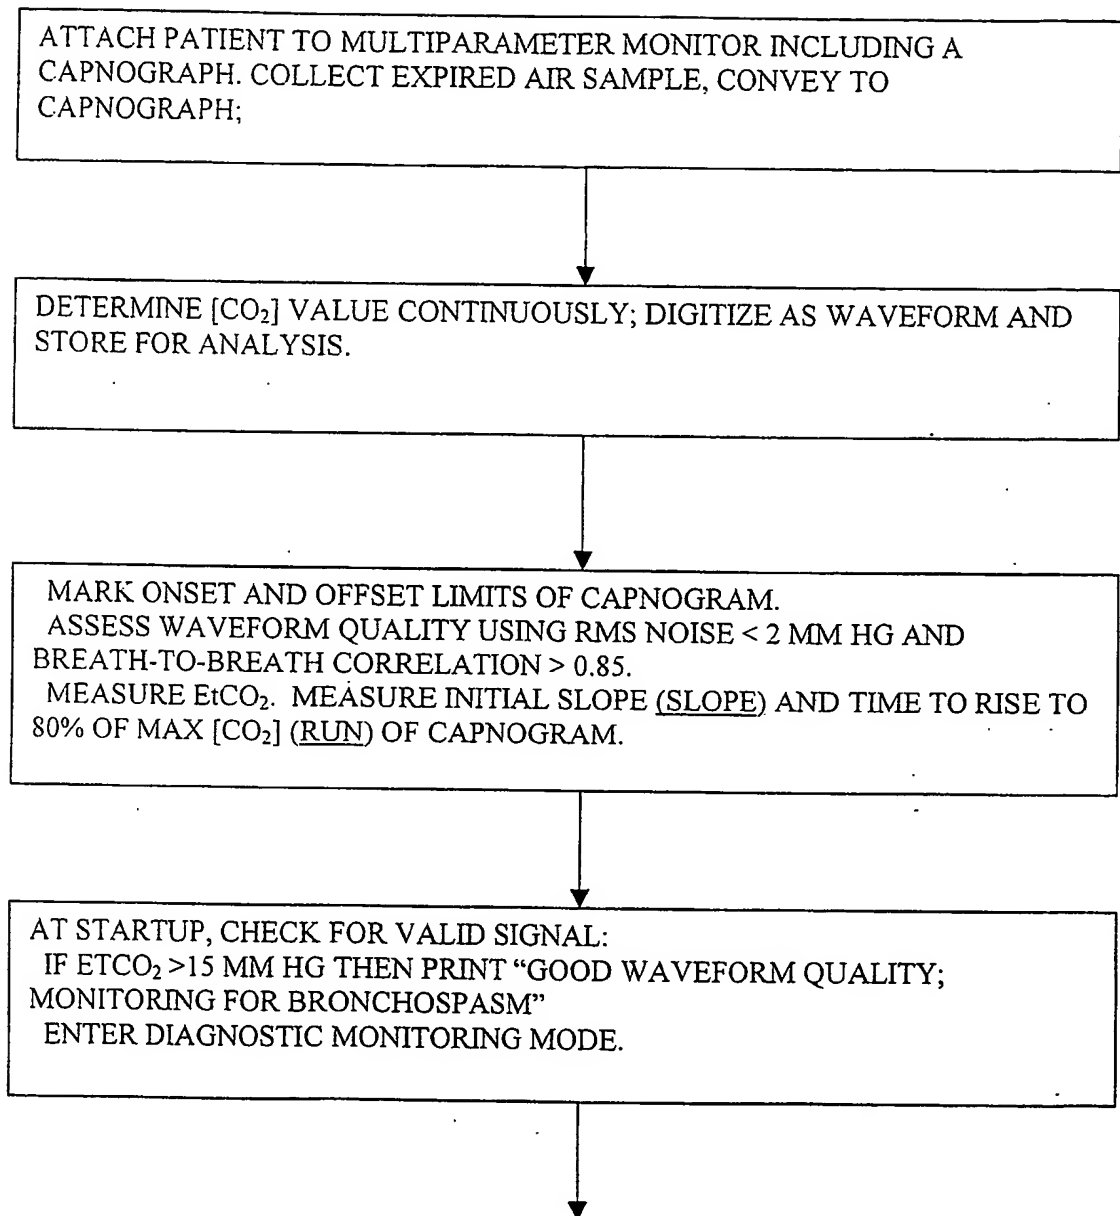 ATTACH PATIENT TO MULTIPARAMETER MONITOR INCLUDING A
CAPNOGRAPH. COLLECT EXPIRED AIR SAMPLE, CONVEY TO
CAPNOGRAPH;
DETERMINE [CO₂] VALUE CONTINUOUSLY; DIGITIZE AS WAVEFORM AND
STORE FOR ANALYSIS.
MARK ONSET AND OFFSET LIMITS OF CAPNOGRAM.
ASSESS WAVEFORM QUALITY USING RMS NOISE < 2 MM HG AND
BREATH-TO-BREATH CORRELATION > 0.85.
MEASURE EtCO₂. MEASURE INITIAL SLOPE (SLOPE) AND TIME TO RISE TO
80% OF MAX [CO₂] (RUN) OF CAPNOGRAM.
AT STARTUP, CHECK FOR VALID SIGNAL:
IF ETCO₂ >15 MM HG THEN PRINT “GOOD WAVEFORM QUALITY;
MONITORING FOR BRONCHOSPASM”
ENTER DIAGNOSTIC MONITORING MODE.